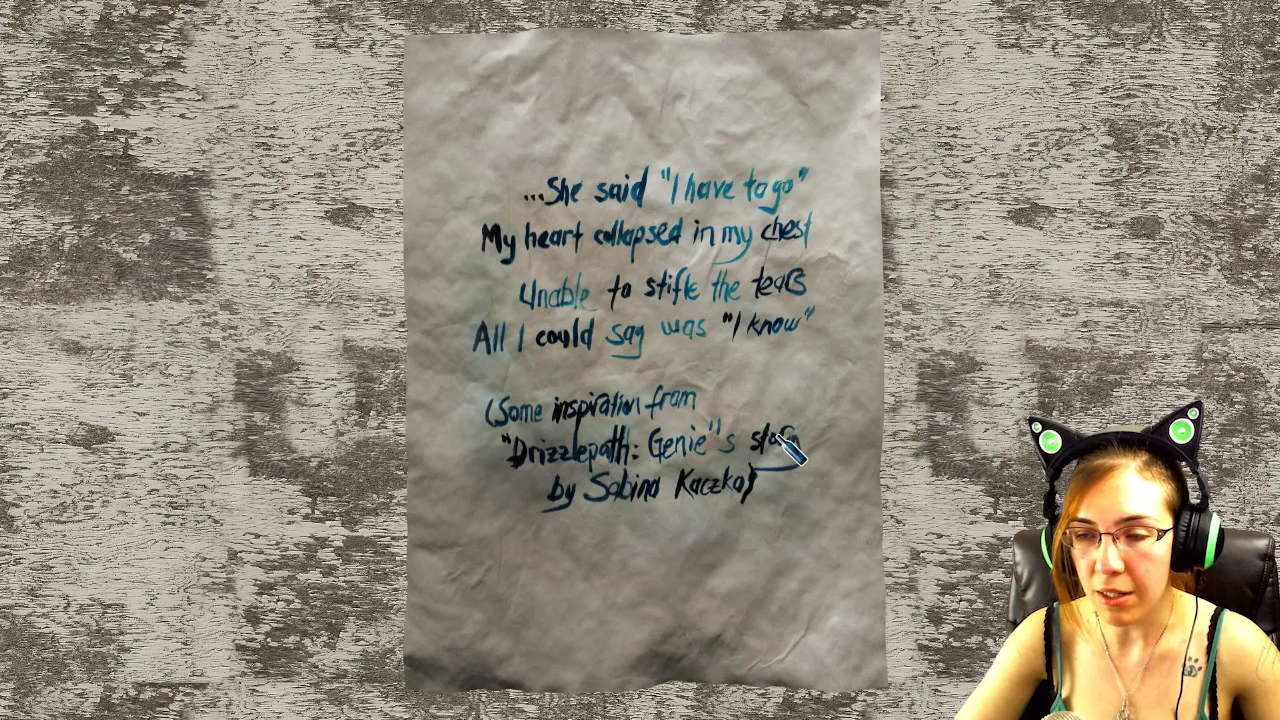 ...She said "I have to go"
My heart collapsed in my chest
Unable to stifle the tears
All I could say was "I know"
(Some inspiration from
"Drizzlepath: Genie"'s
by Sabina Kaczka)